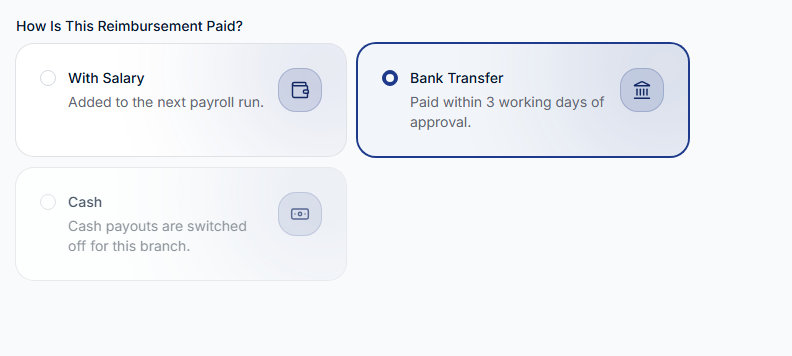 How Is This Reimbursement Paid?
With Salary
Added to the next payroll run.
Bank Transfer
Paid within 3 working days of
approval.
Cash
Cash payouts are switched
off for this branch.